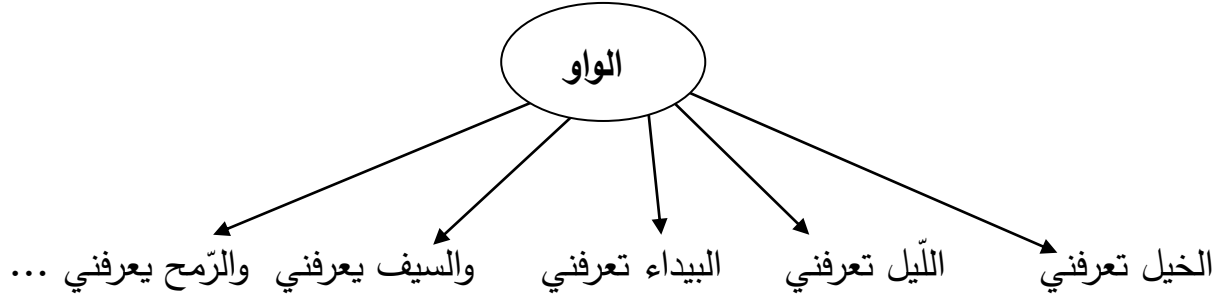 الواو
الخيل تعرفني اللّيل تعرفني البيداء تعرفني والسيف يعرفني والرّمح يعرفني ...